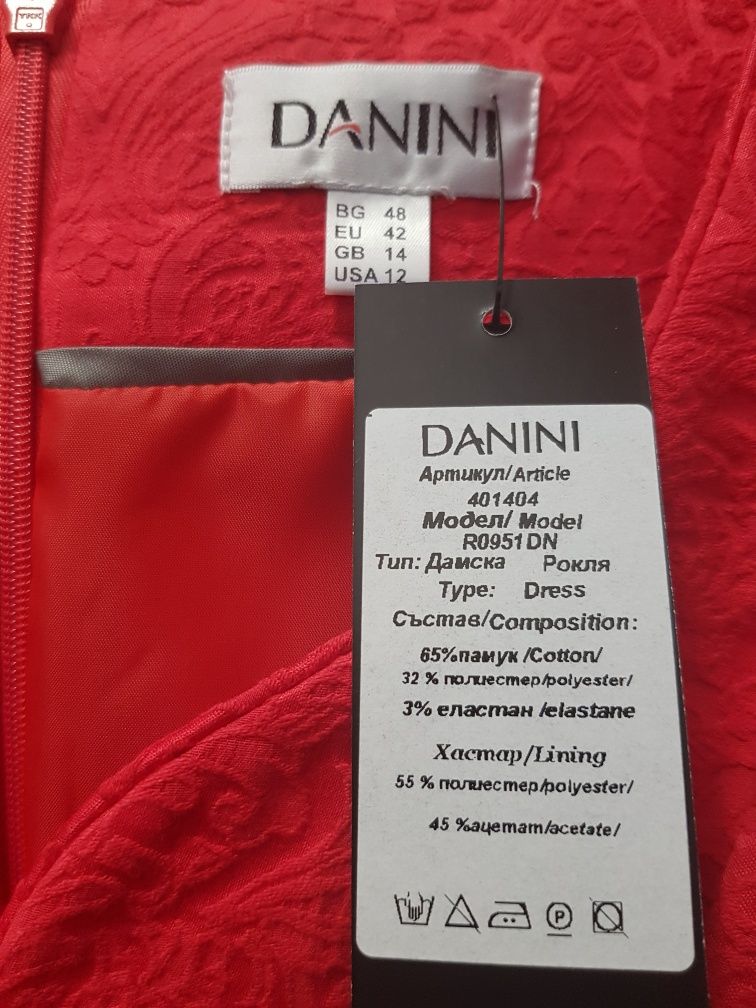 DANINI
BG 48
EU 42
GB 14
USA 12
DANINI
Артикул/Article
401404
Модел/ Model
R0951DN
Тип: Дамска Рокля
Type: Dress
Състав/Composition:
65%памук /Cotton/
32 % полиестер/polyester/
3% еластан /elastane
Хастар/Lining
55 % полиестер/polyester/
45 %ацетат/acetate/
P